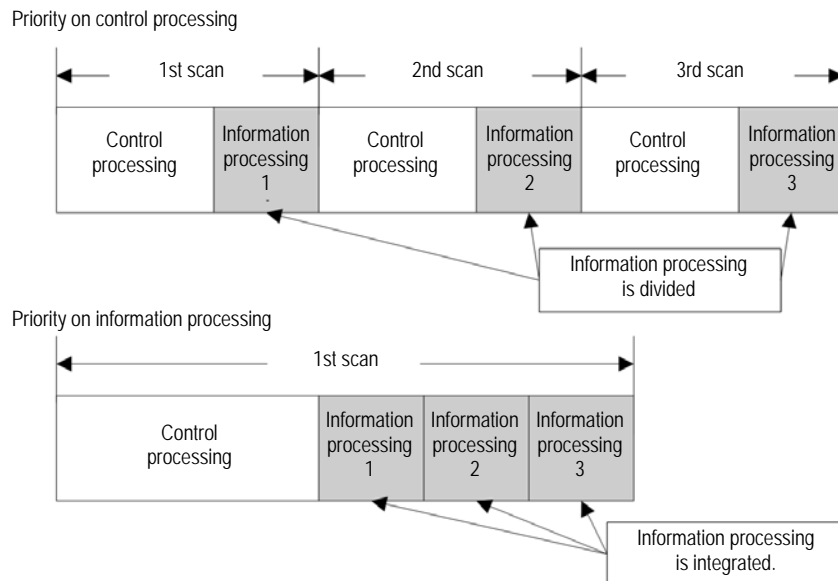 Priority on control processing
1st scan
2nd scan
3rd scan
Control
processing
Information
processing
1
Control
processing
Information
processing
2
Control
processing
Information
processing
3
Information processing
is divided
Priority on information processing
1st scan
Control
processing
Information
processing
1
Information
processing
2
Information
processing
3
Information processing
is integrated.